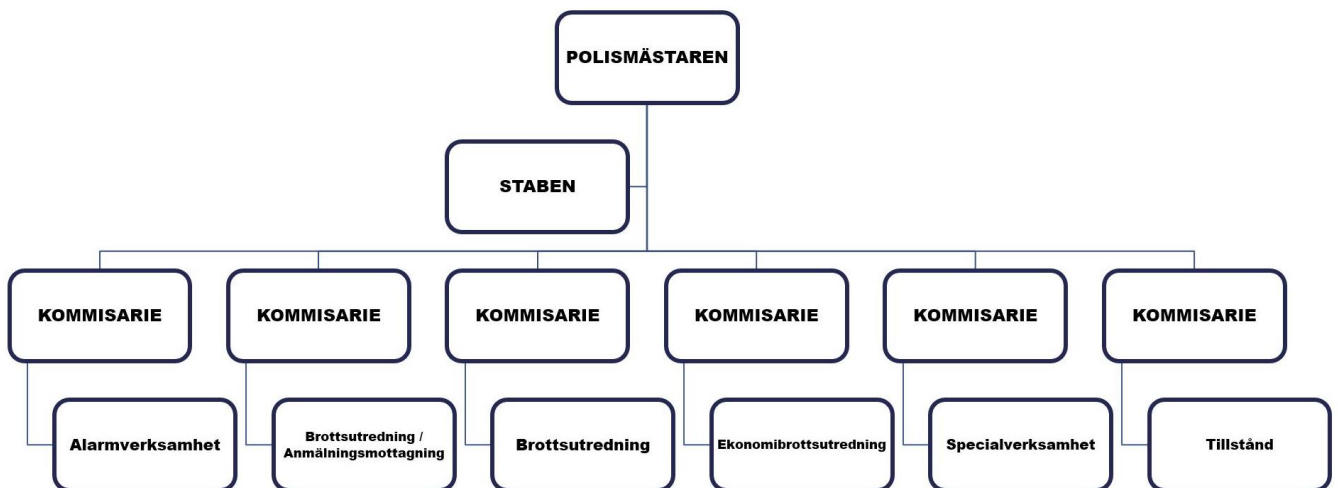 POLISMÄSTAREN
STABEN
KOMMISARIE
KOMMISARIE
KOMMISARIE
KOMMISARIE
KOMMISARIE
KOMMISARIE
Alarmverksamhet
Brottsutredning /
Anmälningsmottagning
Brottsutredning
Ekonomibrottsutredning
Specialverksamhet
Tillstånd